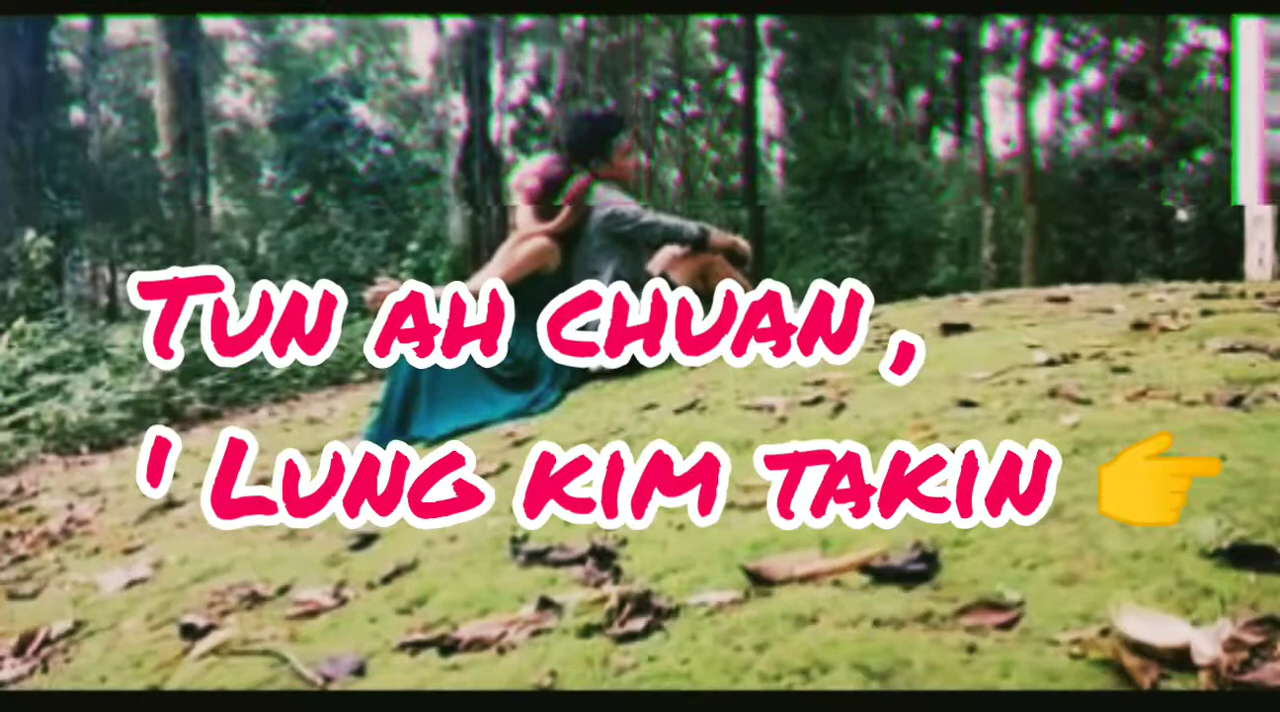 Tun ah chuan ,
' Lung kim takin 👉